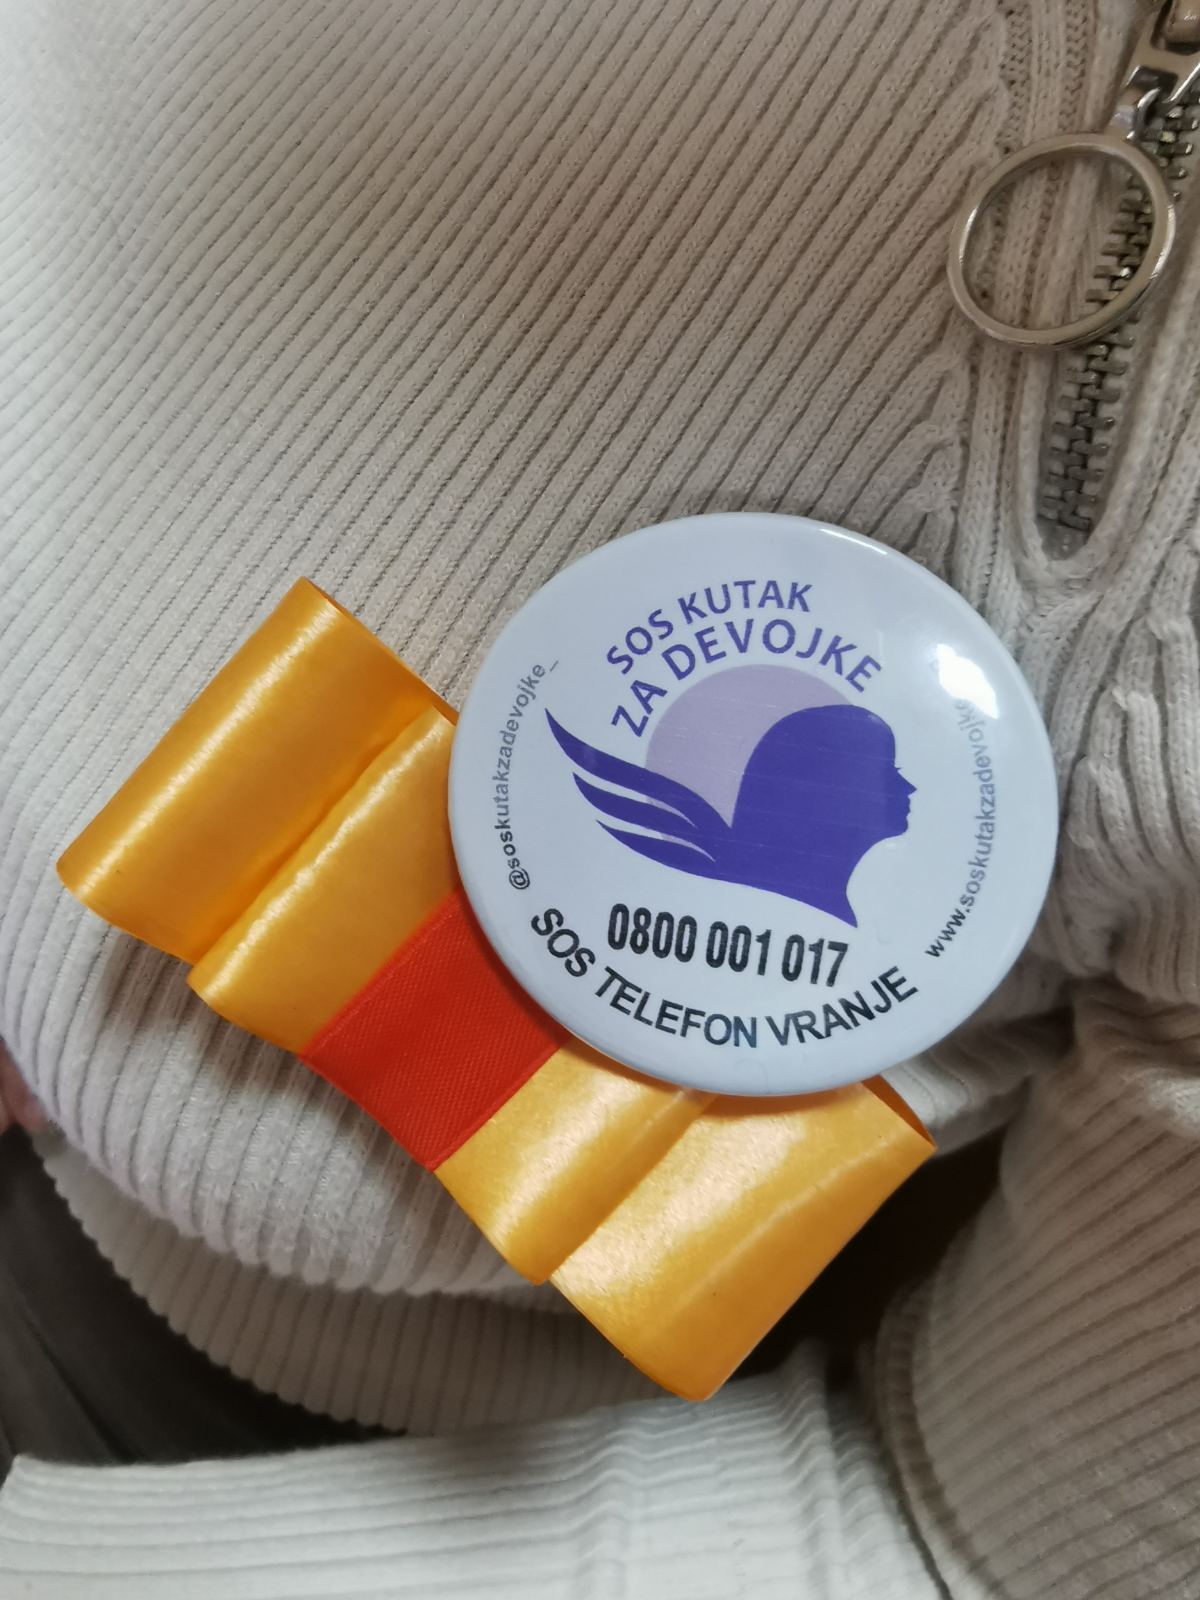 SOS KUTAK
ZA DEVOJKE
@soskutakzadevojke_
0800 001 017
SOS TELEFON VRANJE
www.soskutakzadevojke